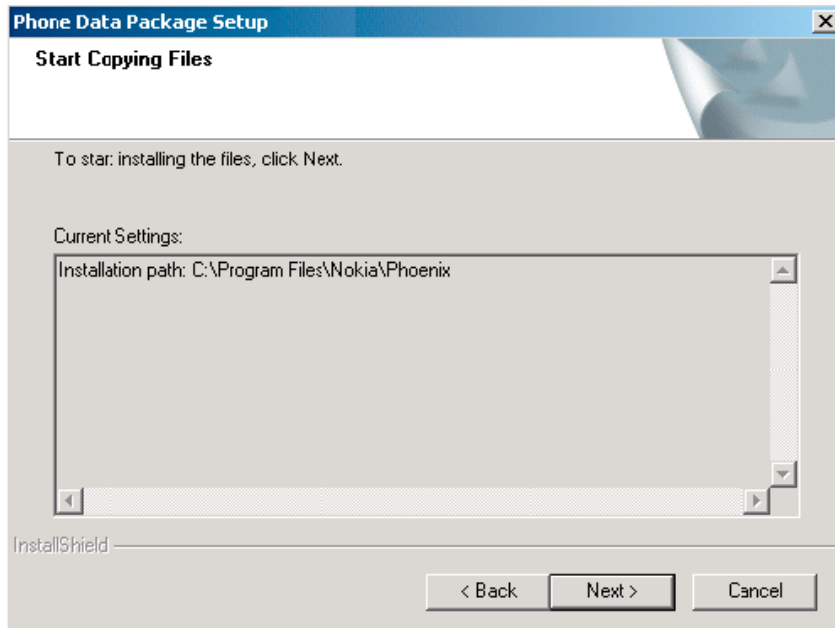 Phone Data Package Setup
Start Copying Files
To start installing the files, click Next.
Current Settings:
Installation path: C:\Program Files\Nokia\Phoenix
InstallShield
< Back
Next >
Cancel